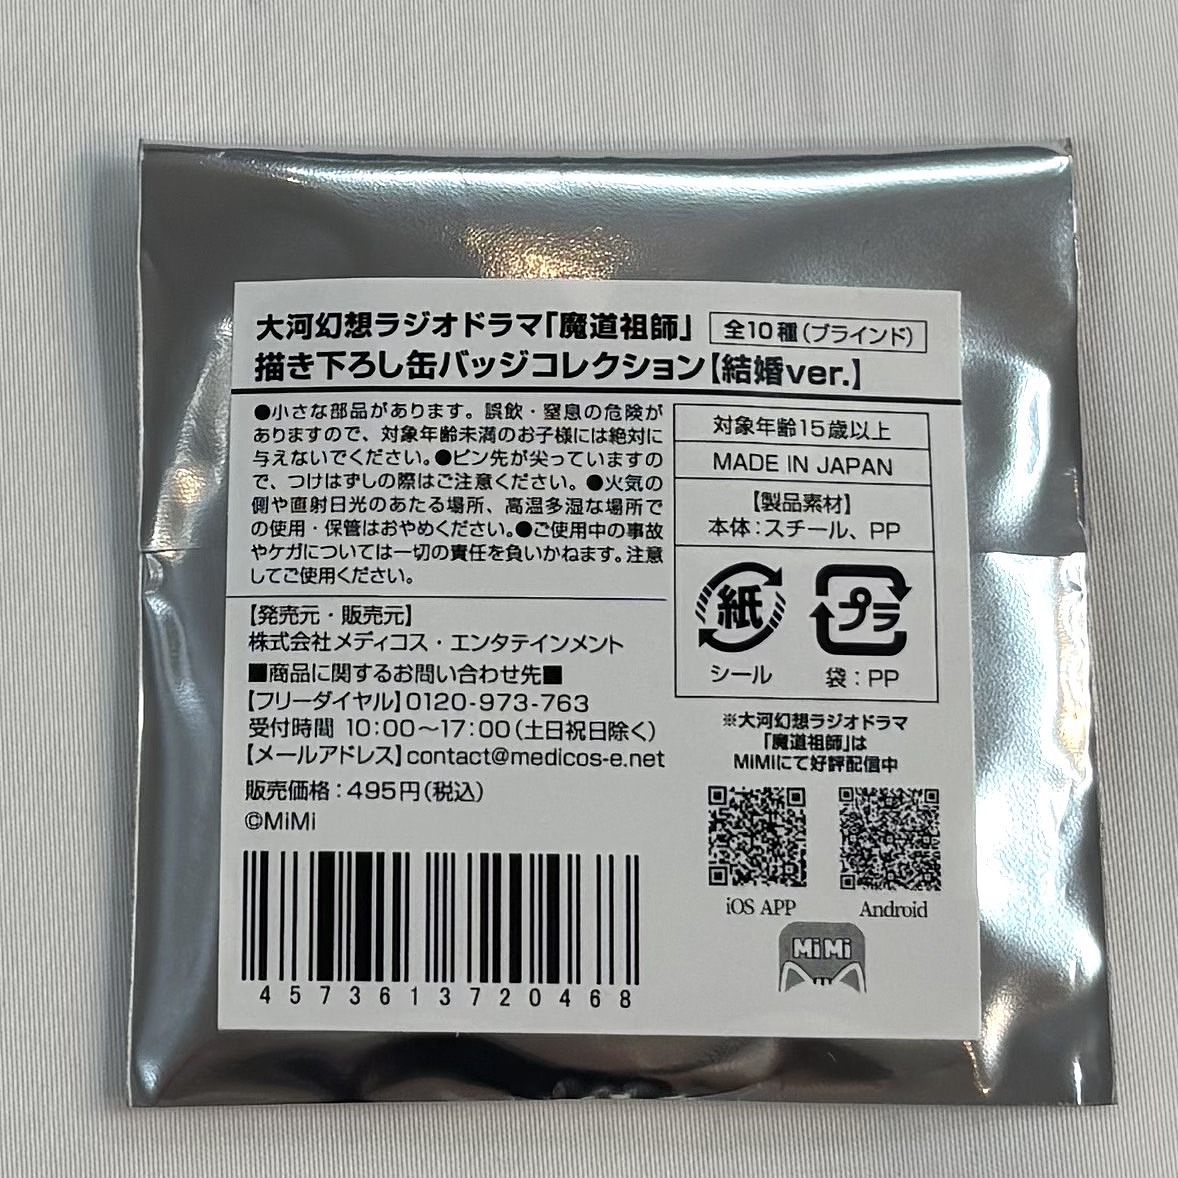 大河幻想ラジオドラマ「魔道祖師」 全10種(ブラインド)
描き下ろし缶バッジコレクション【結婚ver.】
●小さな部品があります。誤飲・窒息の危険が
ありますので、対象年齢未満のお子様には絶対に
与えないでください。●ピン先が尖っていますの
で、つけはずしの際はご注意ください。●火気の
側や直射日光のあたる場所、高温多湿な場所で
の使用・保管はおやめください。●ご使用中の事故
やケガについては一切の責任を負いかねます。注意
してご使用ください。
【発売元・販売元】
株式会社メディコス・エンタテインメント
■商品に関するお問い合わせ先■
【フリーダイヤル】0120-973-763
受付時間 10:00～17:00(土日祝日除く)
【メールアドレス】contact@medicos-e.net
販売価格:495円(税込)
©MiMi
4573613720468
対象年齢15歳以上
MADE IN JAPAN
【製品素材】
本体:スチール、PP
紙 プラ
シール 袋:PP
※大河幻想ラジオドラマ
「魔道祖師」は
MiMiにて好評配信中
iOS APP Android
MiMi